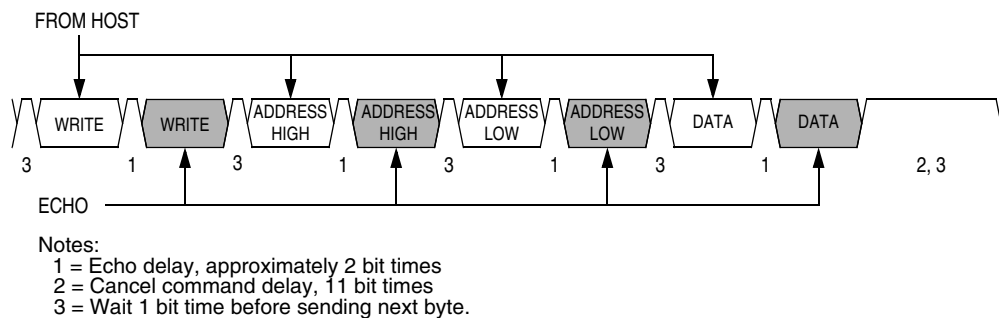 FROM HOST
WRITE WRITE ADDRESS HIGH ADDRESS HIGH ADDRESS LOW ADDRESS LOW DATA DATA
3 1 3 1 3 1 3 1 2, 3
ECHO
Notes:
1 = Echo delay, approximately 2 bit times
2 = Cancel command delay, 11 bit times
3 = Wait 1 bit time before sending next byte.